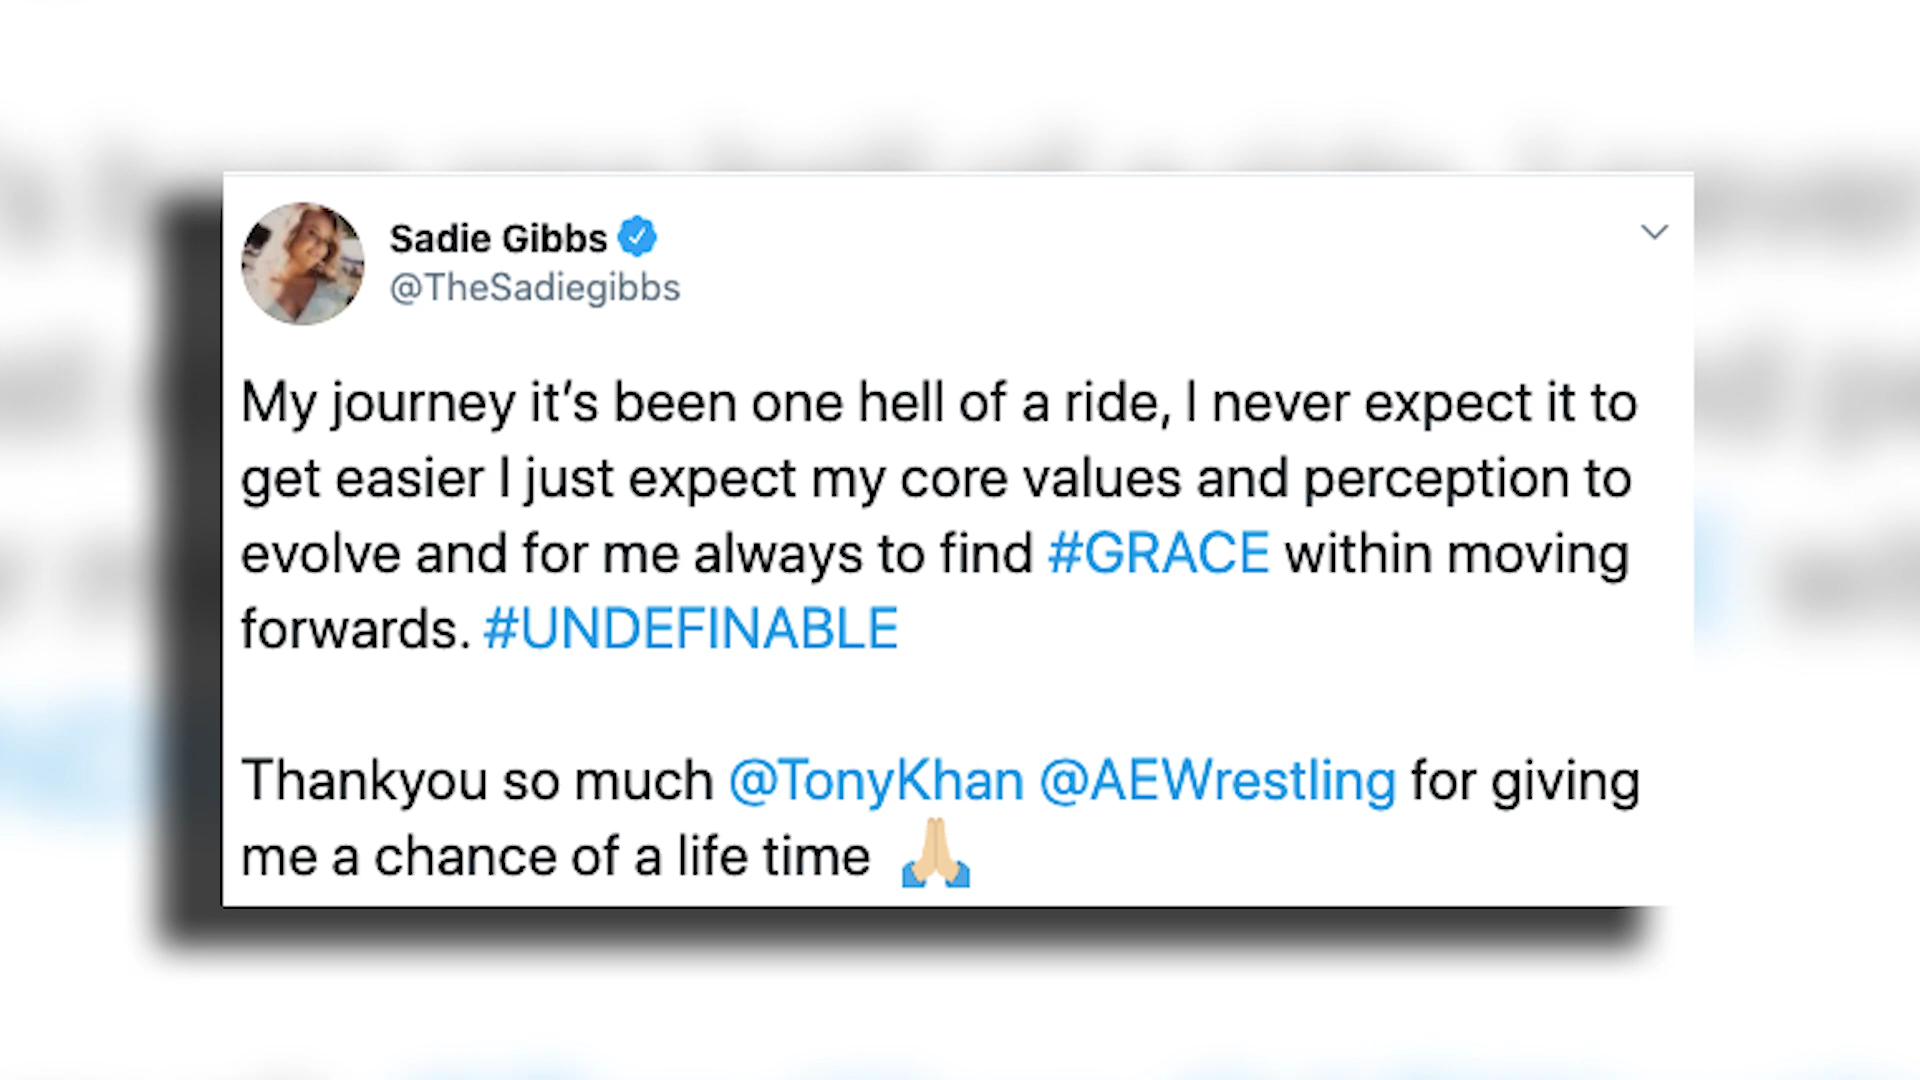 Sadie Gibbs
@TheSadiegibbs
My journey it’s been one hell of a ride, I never expect it to
get easier I just expect my core values and perception to
evolve and for me always to find #GRACE within moving
forwards. #UNDEFINABLE
Thankyou so much @TonyKhan @AEWrestling for giving
me a chance of a life time 🙏🏼